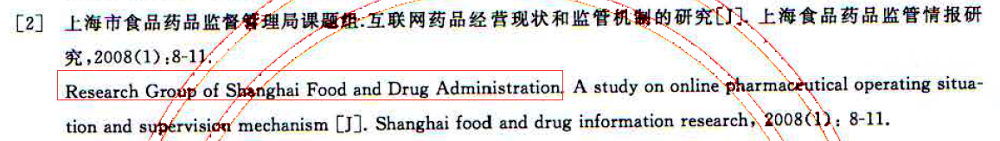 [2] 上海市食品药品监督管理局课题组.互联网药品经营现状和监管机制的研究[J]. 上海食品药品监管情报研
究,2008(1):8-11.
Research Group of Shanghai Food and Drug Administration. A study on online pharmaceutical operating situa-
tion and supervision mechanism [J]. Shanghai food and drug information research, 2008(1): 8-11.